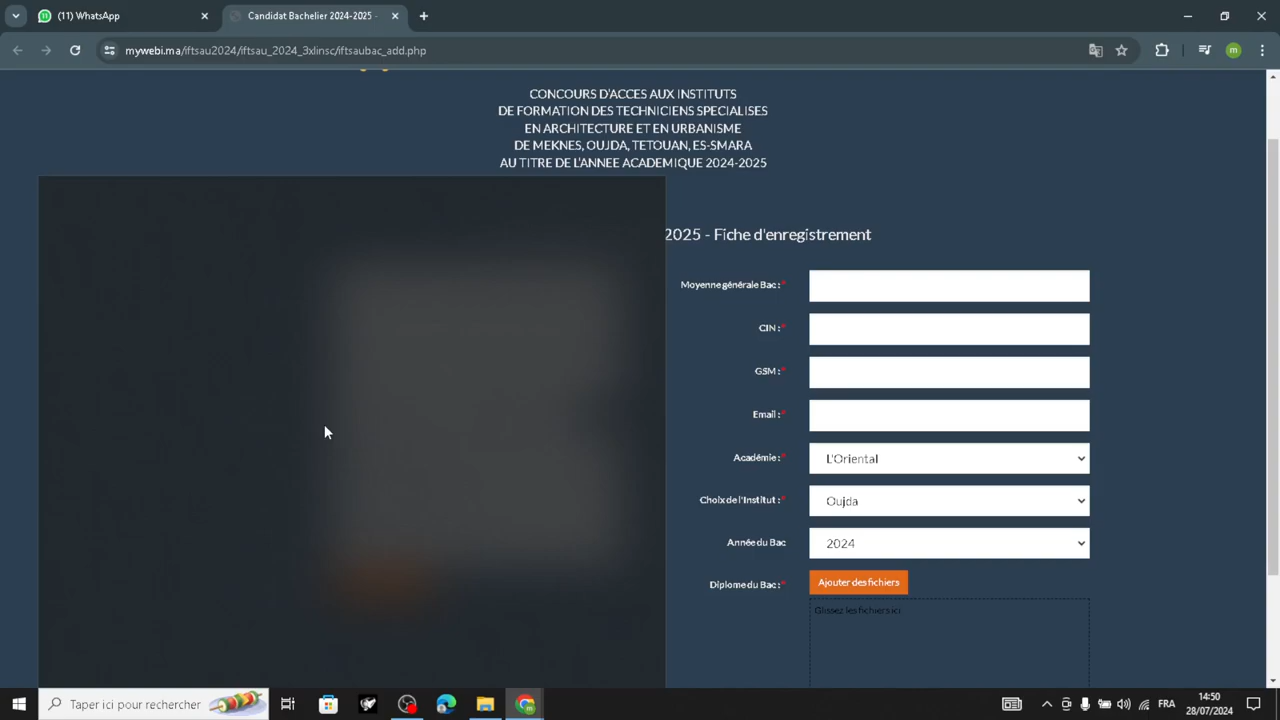 (11) WhatsApp
Candidat Bachelier 2024-2025 -
mywebi.ma/iftsau2024/iftsau_2024_3xlinsc/iftsaubac_add.php
m
CONCOURS D'ACCES AUX INSTITUTS
DE FORMATION DES TECHNICIENS SPECIALISES
EN ARCHITECTURE ET EN URBANISME
DE MEKNES, OUJDA, TETOUAN, ES-SMARA
AU TITRE DE L'ANNEE ACADEMIQUE 2024-2025
2025 - Fiche d'enregistrement
Moyenne générale Bac :*
CIN :*
GSM :*
Email :*
Académie :* L'Oriental
Choix de l'Institut :* Oujda
Année du Bac 2024
Diplome du Bac :* Ajouter des fichiers
Glissez les fichiers ici
Taper ici pour rechercher
FRA
14:50
28/07/2024